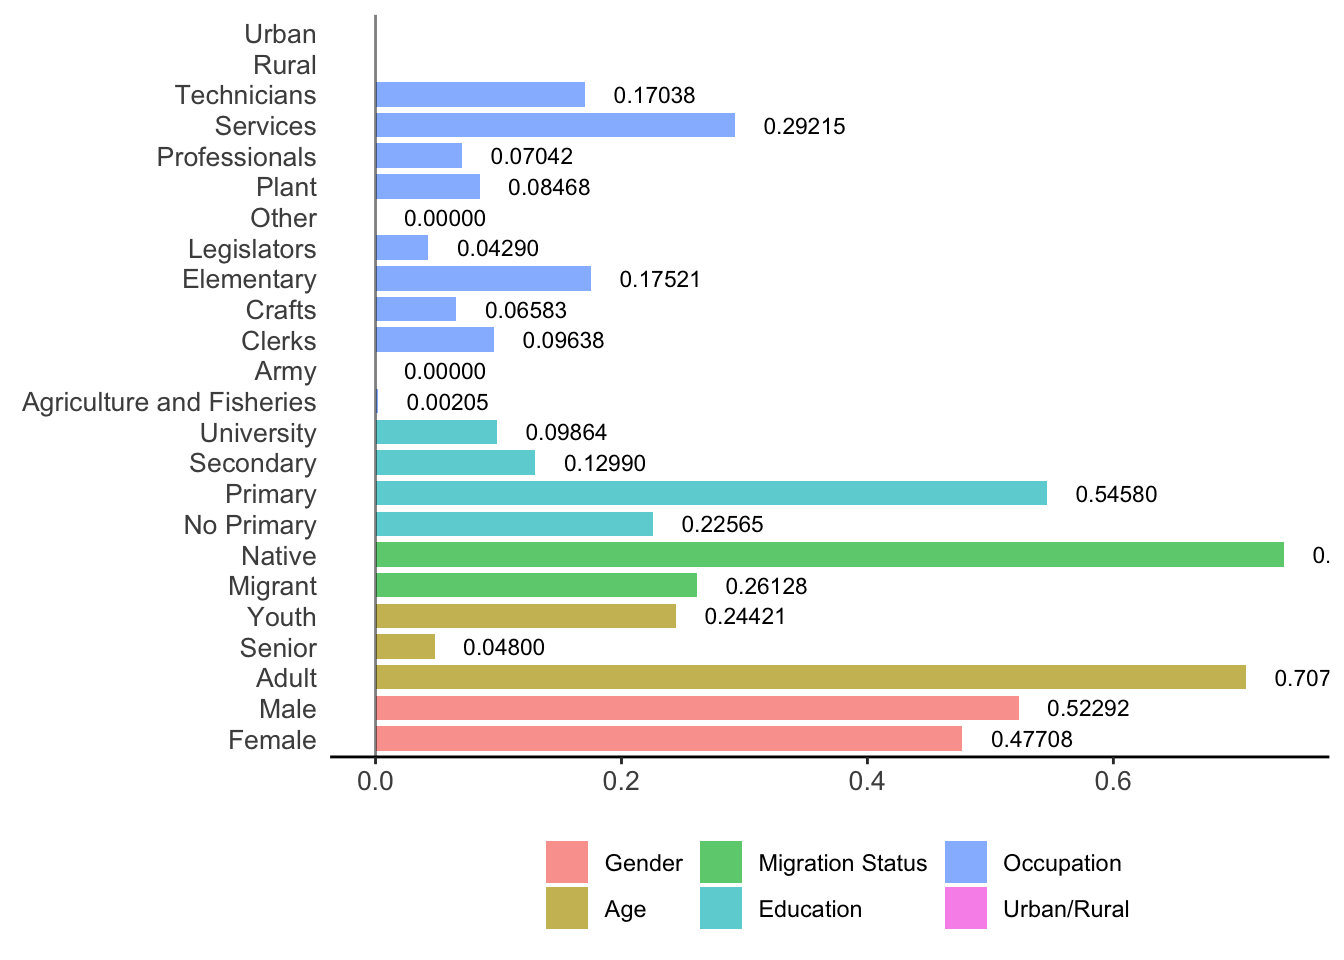 Urban
Rural
Technicians 0.17038
Services 0.29215
Professionals 0.07042
Plant 0.08468
Other 0.00000
Legislators 0.04290
Elementary 0.17521
Crafts 0.06583
Clerks 0.09638
Army 0.00000
Agriculture and Fisheries 0.00205
University 0.09864
Secondary 0.12990
Primary 0.54580
No Primary 0.22565
Native 0.
Migrant 0.26128
Youth 0.24421
Senior 0.04800
Adult 0.707
Male 0.52292
Female 0.47708
0.0 0.2 0.4 0.6
Gender Migration Status Occupation
Age Education Urban/Rural